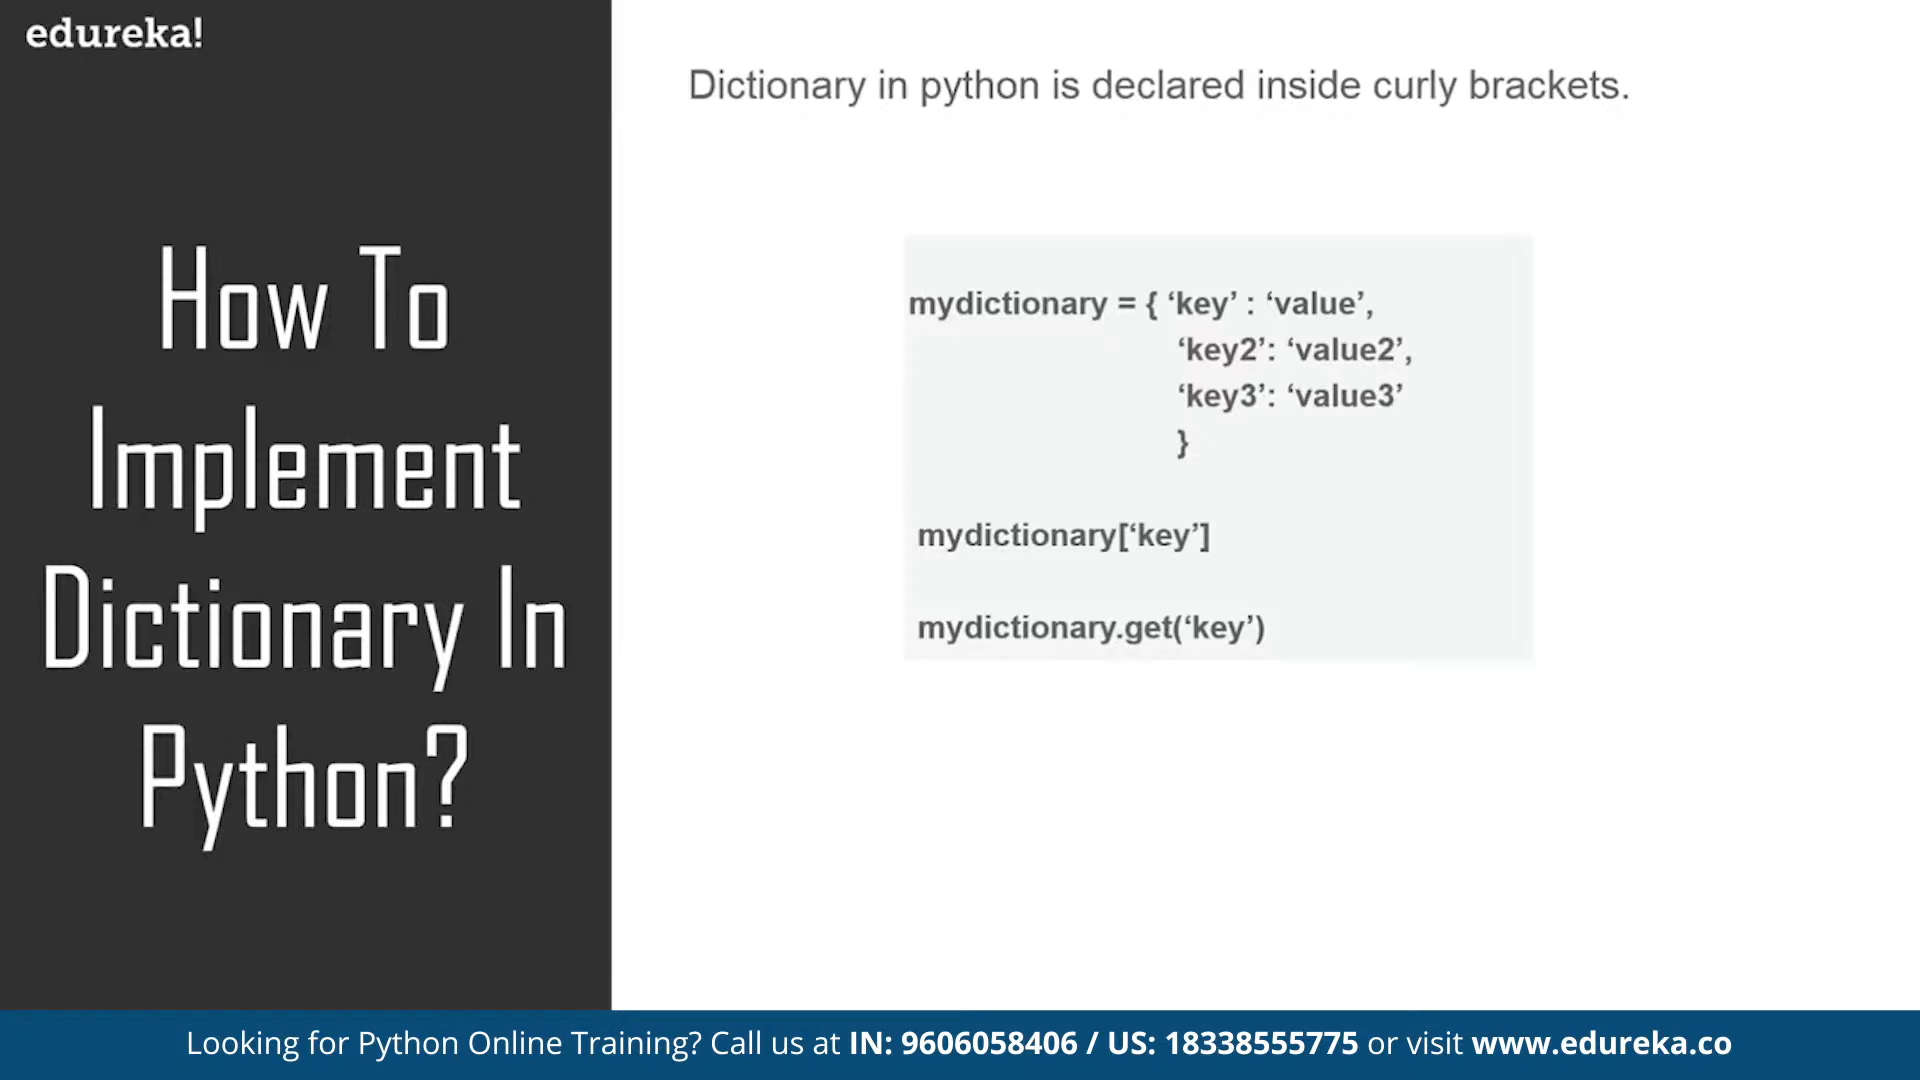 edureka!
How To
Implement
Dictionary In
Python?
Dictionary in python is declared inside curly brackets.
mydictionary = { ‘key’ : ‘value’,
‘key2’: ‘value2’,
‘key3’: ‘value3’
}
mydictionary[‘key’]
mydictionary.get(‘key’)
Looking for Python Online Training? Call us at IN: 9606058406 / US: 18338555775 or visit www.edureka.co